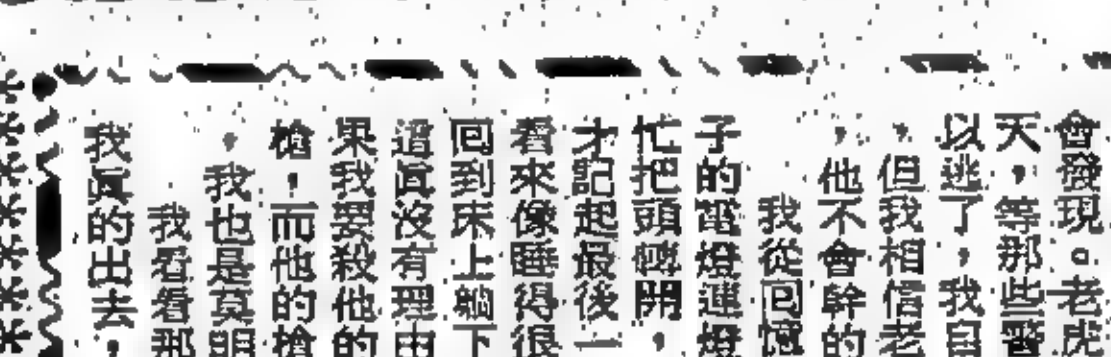 會發現。老虎
天，等那些警
以逃了，我自
，但我相信老
，他不會幹的
我從回憶
子的電燈連燈
忙把頭轉開，
才記起最後一
看來像睡得很
回到床上躺下
這眞沒有理由
果我要殺他的
槍，而他的槍
，我也是莫明
我看看那
我眞的出去，